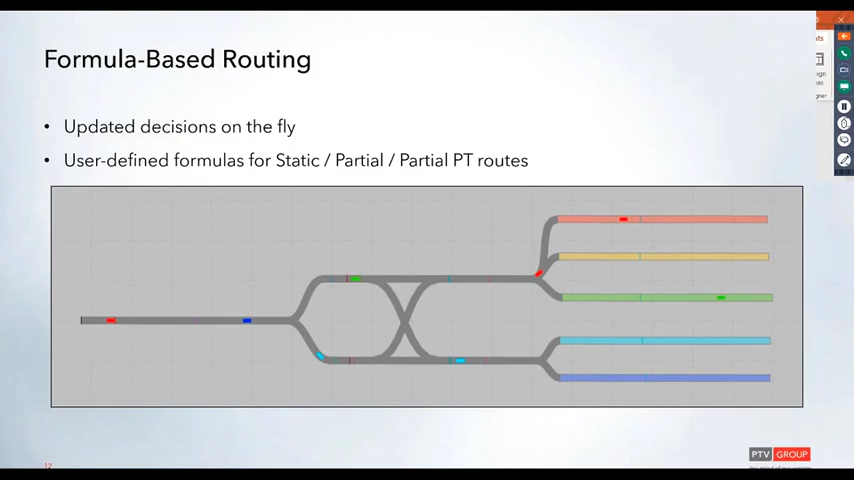 Formula-Based Routing
• Updated decisions on the fly
• User-defined formulas for Static / Partial / Partial PT routes
12
PTV GROUP